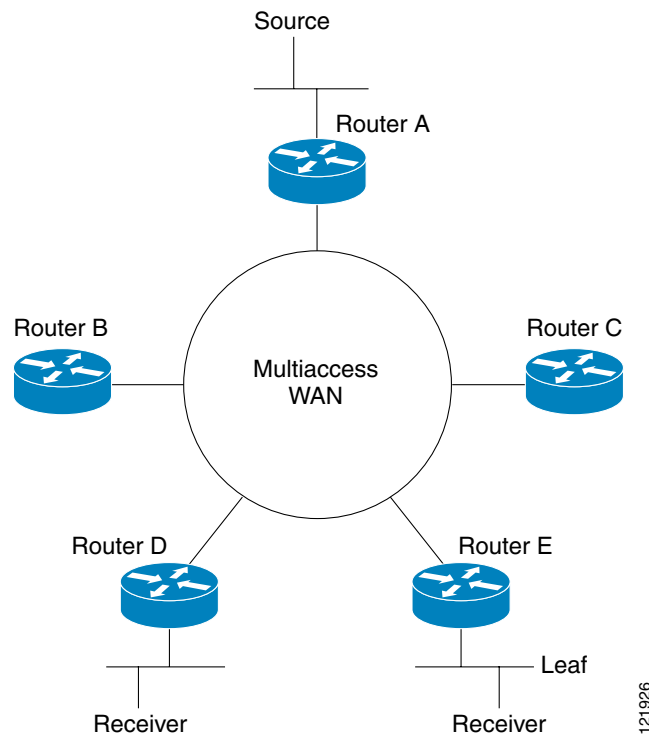 Source
Router A
Router B
Router C
Multiaccess
WAN
Router D
Router E
Leaf
Receiver
Receiver
121926